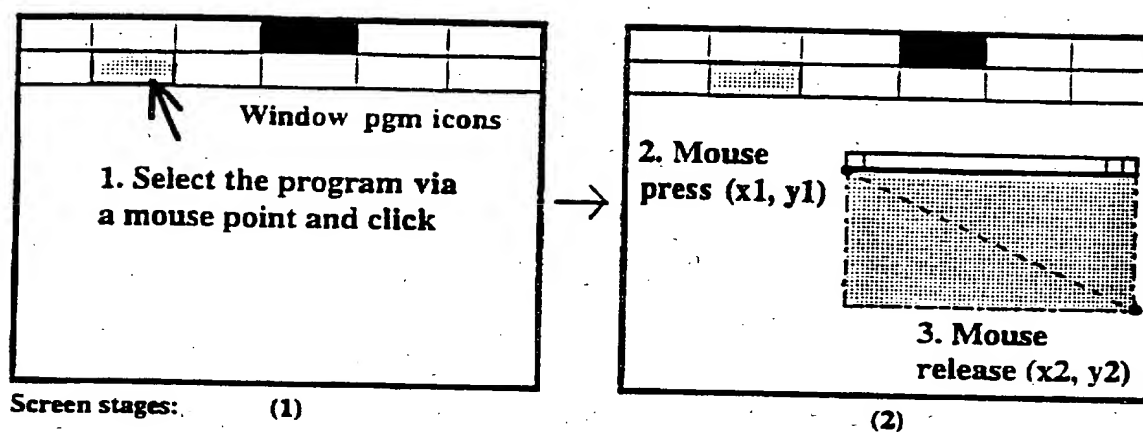 Window pgm icons
1. Select the program via
a mouse point and click
2. Mouse
press (x1, y1)
3. Mouse
release (x2, y2)
Screen stages:
(1)
(2)